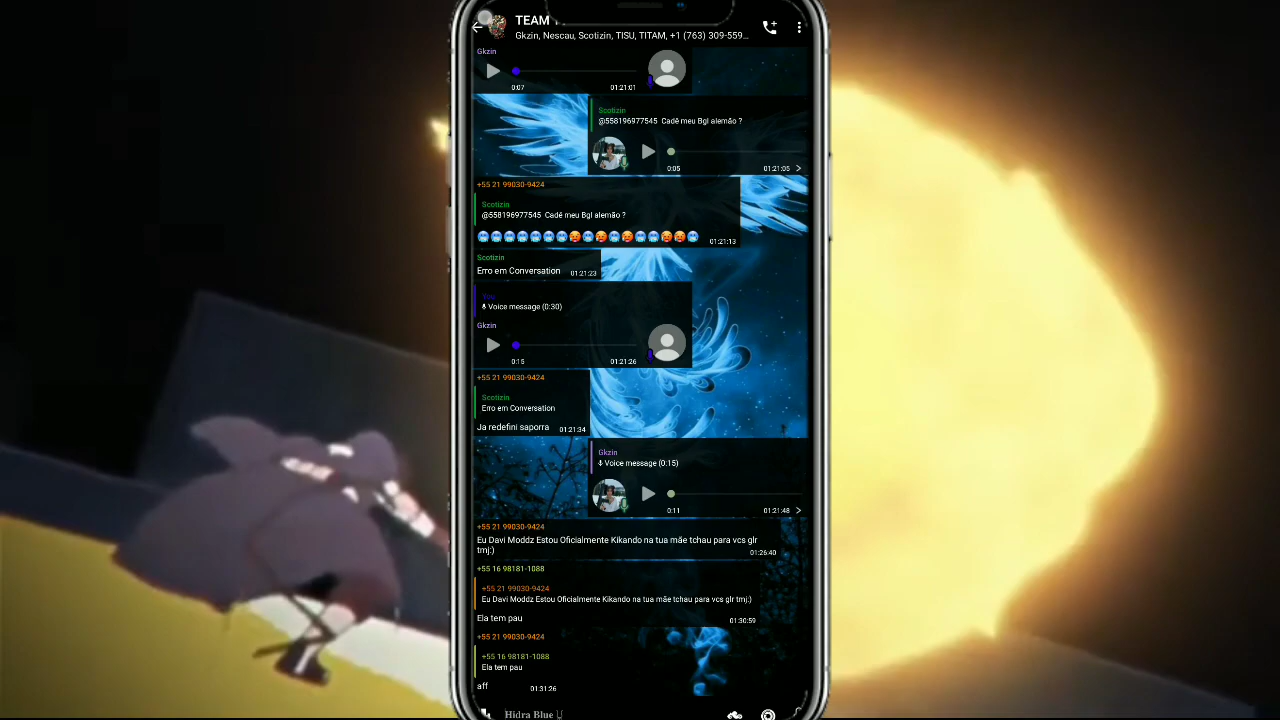 TEAM
Gkzin, Nescau, Scotizin, TISU, TITAM, +1 (763) 309-559...
Gkzin
0:07 01:21:01
Scotizin
@558196977545 Cadê meu Bgl alemão ?
0:05 01:21:05
+55 21 99030-9424
Scotizin
@558196977545 Cadê meu Bgl alemão ?
🥶🥶🥶🥶🥶🥶🥶🥵🥶🥵🥶🥵🥶🥶🥵🥵🥶 01:21:13
Scotizin
Erro em Conversation 01:21:23
You
Voice message (0:30)
Gkzin
0:15 01:21:26
+55 21 99030-9424
Scotizin
Erro em Conversation
Ja redefini saporra 01:21:34
Gkzin
Voice message (0:15)
0:11 01:21:48
+55 21 99030-9424
Eu Davi Moddz Estou Oficialmente Kikando na tua mãe tchau para vcs glr
tmj:) 01:26:40
+55 16 98181-1088
+55 21 99030-9424
Eu Davi Moddz Estou Oficialmente Kikando na tua mãe tchau para vcs glr tmj:)
Ela tem pau 01:30:59
+55 21 99030-9424
+55 16 98181-1088
Ela tem pau
aff 01:31:26
Hidra Blue